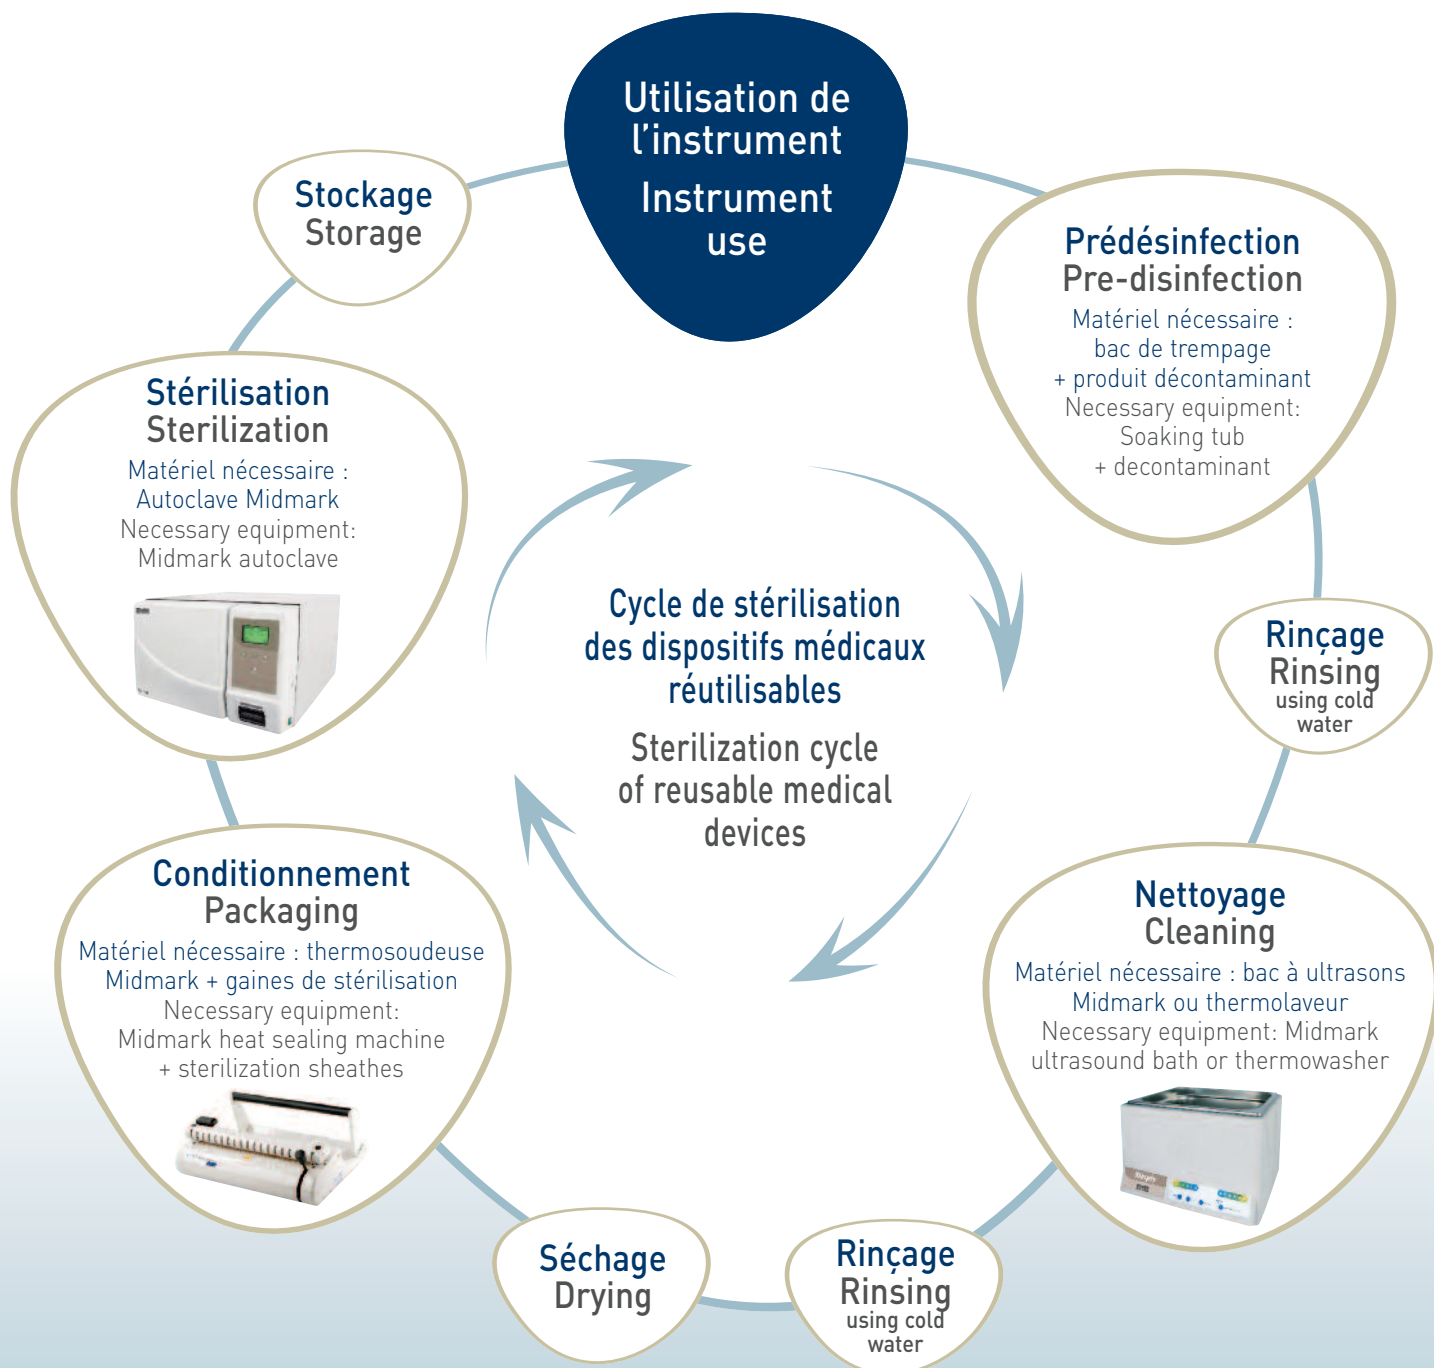 Utilisation de
l'instrument
Instrument
use
Prédésinfection
Pre-disinfection
Matériel nécessaire :
bac de trempage
+ produit décontaminant
Necessary equipment:
Soaking tub
+ decontaminant
Rinçage
Rinsing
using cold
water
Nettoyage
Cleaning
Matériel nécessaire : bac à ultrasons
Midmark ou thermolaveur
Necessary equipment: Midmark
ultrasound bath or thermowasher
Rinçage
Rinsing
using cold
water
Séchage
Drying
Conditionnement
Packaging
Matériel nécessaire : thermosoudeuse
Midmark + gaines de stérilisation
Necessary equipment:
Midmark heat sealing machine
+ sterilization sheathes
Stérilisation
Sterilization
Matériel nécessaire :
Autoclave Midmark
Necessary equipment:
Midmark autoclave
Stockage
Storage
Cycle de stérilisation
des dispositifs médicaux
réutilisables
Sterilization cycle
of reusable medical
devices